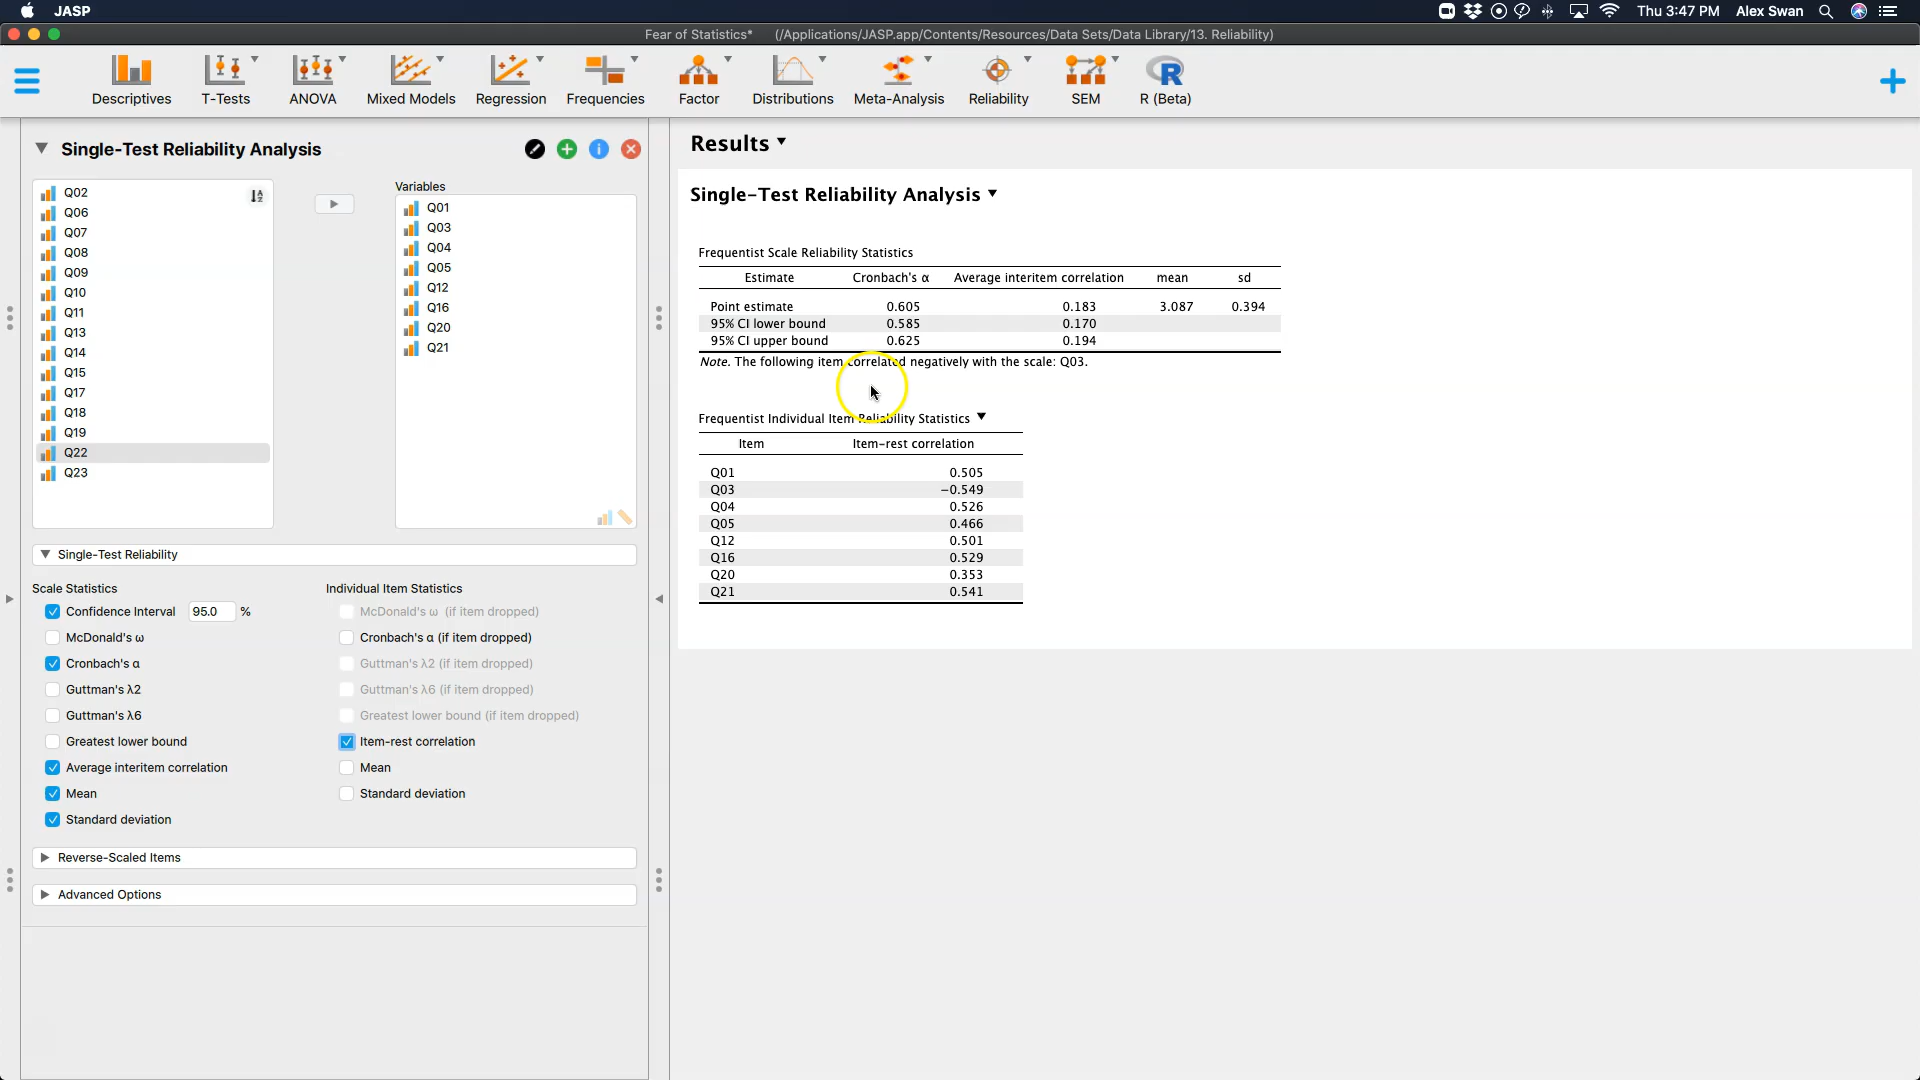 JASP
Thu 3:47 PM Alex Swan
Fear of Statistics* (/Applications/JASP.app/Contents/Resources/Data Sets/Data Library/13. Reliability)
Descriptives T-Tests ANOVA Mixed Models Regression Frequencies Factor Distributions Meta-Analysis Reliability SEM R (Beta)
Single-Test Reliability Analysis
Q02
Q06
Q07
Q08
Q09
Q10
Q11
Q13
Q14
Q15
Q17
Q18
Q19
Q22
Q23
Variables
Q01
Q03
Q04
Q05
Q12
Q16
Q20
Q21
Single-Test Reliability
Scale Statistics
Confidence Interval 95.0 %
McDonald's ω
Cronbach's α
Guttman's λ2
Guttman's λ6
Greatest lower bound
Average interitem correlation
Mean
Standard deviation
Individual Item Statistics
McDonald's ω (if item dropped)
Cronbach's α (if item dropped)
Guttman's λ2 (if item dropped)
Guttman's λ6 (if item dropped)
Greatest lower bound (if item dropped)
Item-rest correlation
Mean
Standard deviation
Reverse-Scaled Items
Advanced Options
Results
Single-Test Reliability Analysis
Frequentist Scale Reliability Statistics
Estimate Cronbach's α Average interitem correlation mean sd
Point estimate 0.605 0.183 3.087 0.394
95% CI lower bound 0.585 0.170
95% CI upper bound 0.625 0.194
Note. The following item correlated negatively with the scale: Q03.
Frequentist Individual Item Reliability Statistics
Item Item-rest correlation
Q01 0.505
Q03 −0.549
Q04 0.526
Q05 0.466
Q12 0.501
Q16 0.529
Q20 0.353
Q21 0.541